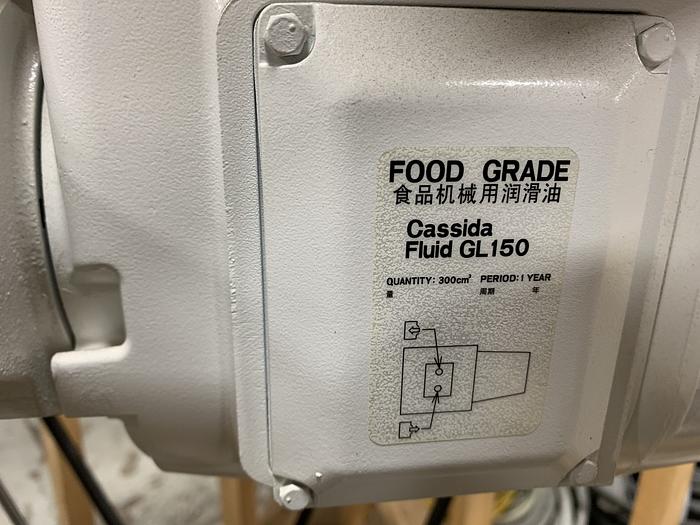 FOOD GRADE
食品机械用润滑油
Cassida
Fluid GL150
QUANTITY: 300cm³ PERIOD: 1 YEAR
量 周期 年